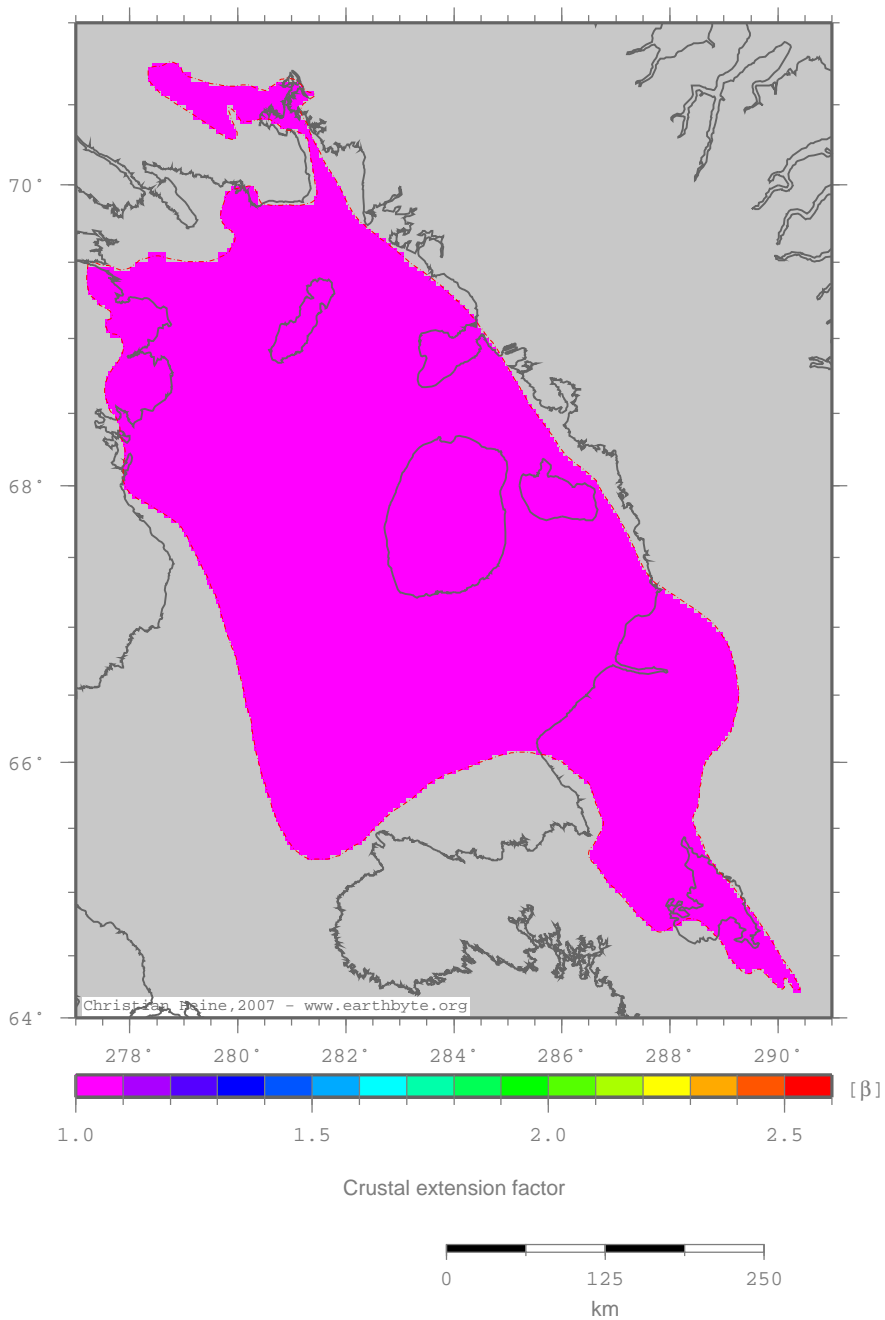 70°
68°
66°
64°
Christian Heine,2007 - www.earthbyte.org
278° 280° 282° 284° 286° 288° 290°
[β]
1.0 1.5 2.0 2.5
Crustal extension factor
0 125 250
km